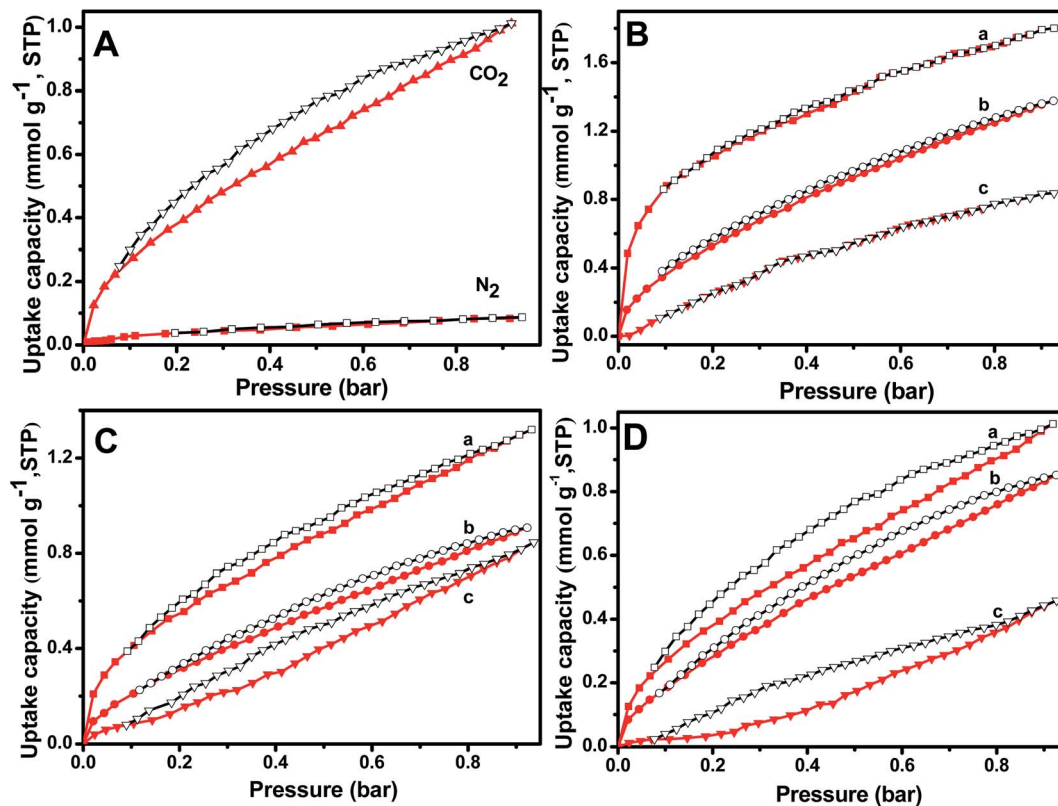 A
CO2
N2
Uptake capacity (mmol g-1, STP)
1.0
0.8
0.6
0.4
0.2
0.0
0.0 0.2 0.4 0.6 0.8
Pressure (bar)
B
a
b
c
Uptake capacity (mmol g-1, STP)
1.8
1.2
0.6
0.0
0.0 0.2 0.4 0.6 0.8
Pressure (bar)
C
a
b
c
Uptake capacity (mmol g-1,STP)
1.2
0.8
0.4
0.0
0.0 0.2 0.4 0.6 0.8
Pressure (bar)
D
a
b
c
Uptake capacity (mmol g-1,STP)
1.0
0.8
0.6
0.4
0.2
0.0
0.0 0.2 0.4 0.6 0.8
Pressure (bar)